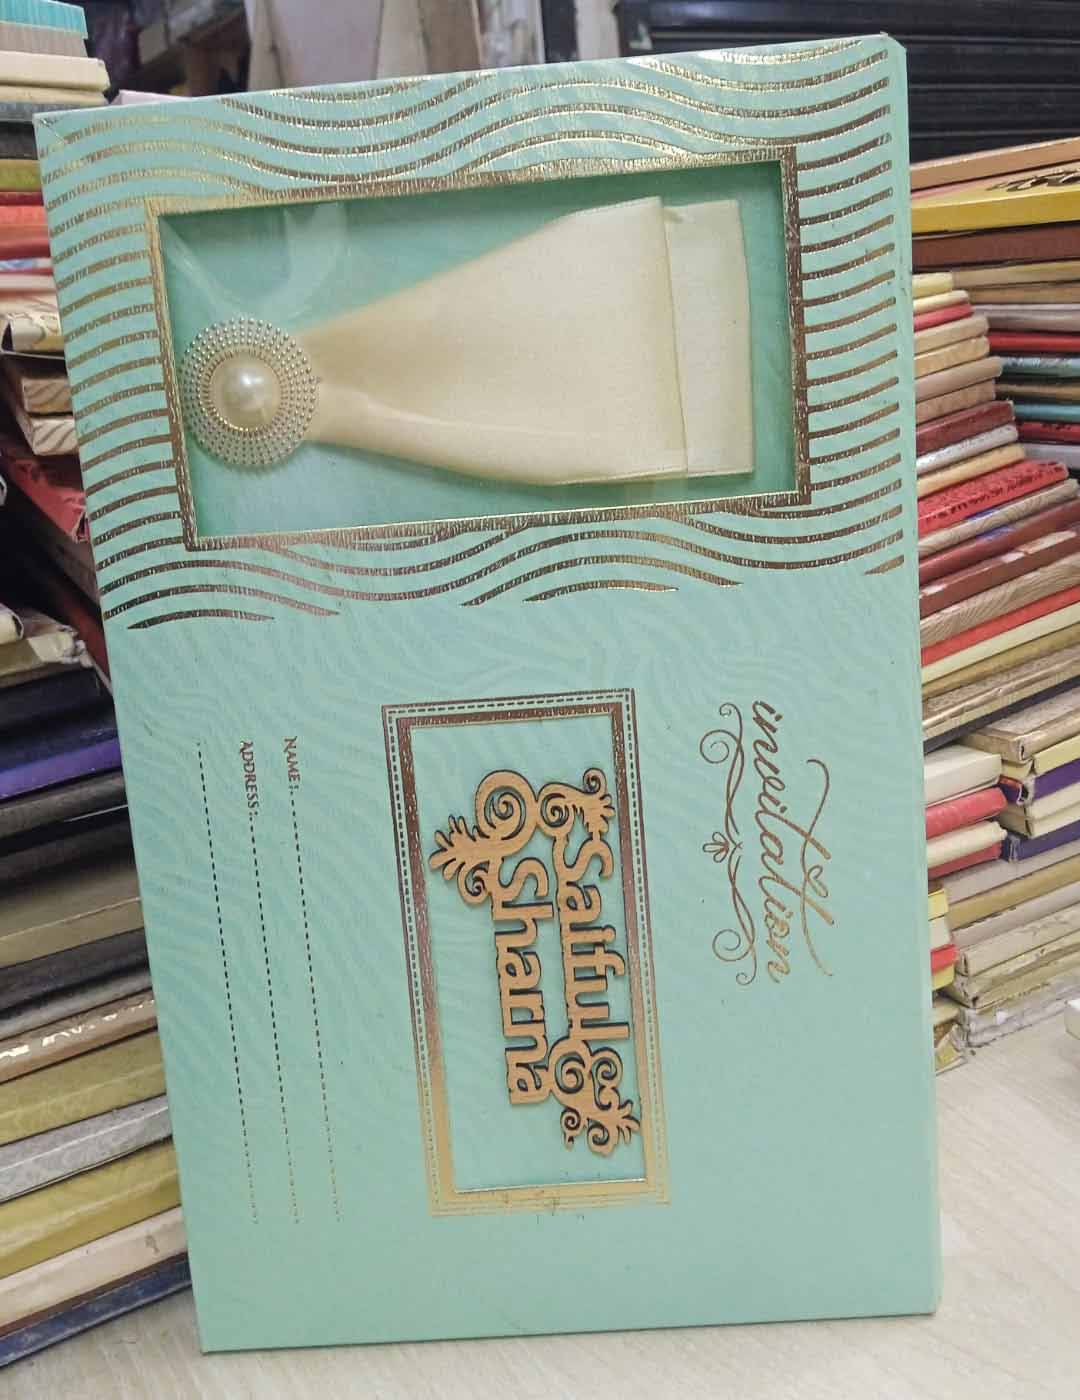 invitation
Saiful &
Sharna
NAME:
ADDRESS: